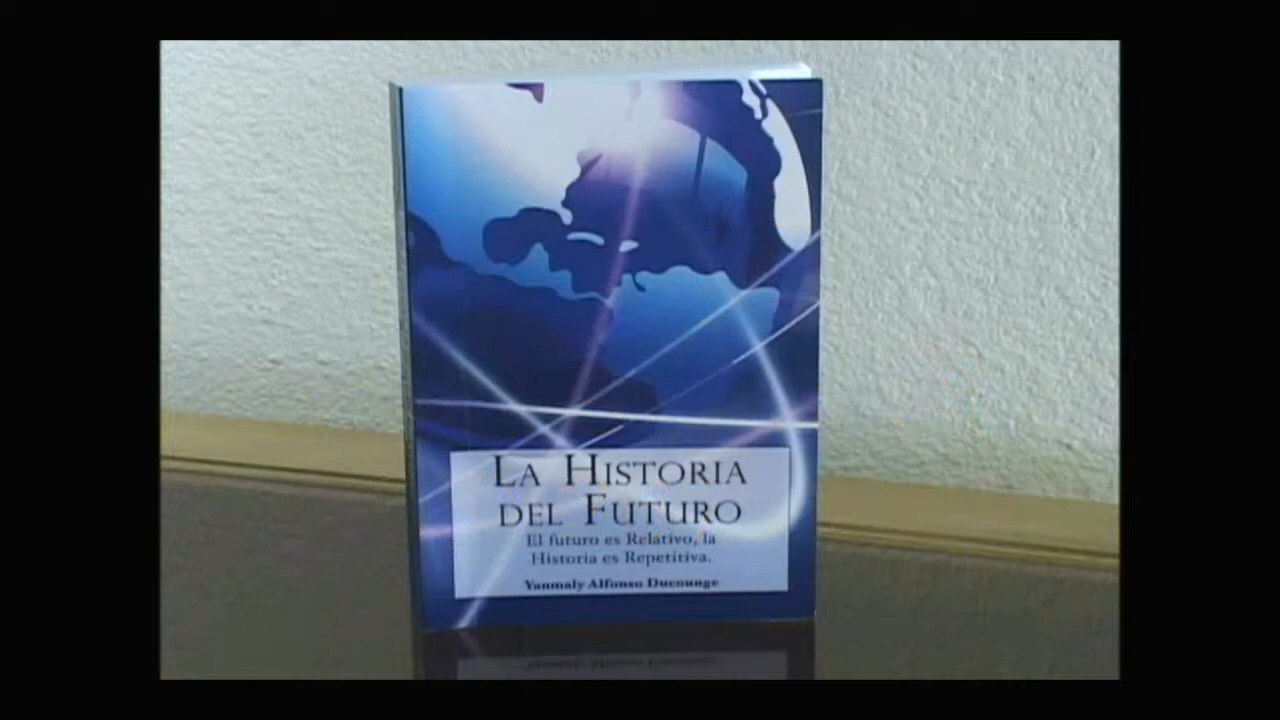 LA HISTORIA
DEL FUTURO
El futuro es Relativo, la
Historia es Repetitiva.
Yanmaly Alfonso Ducounge